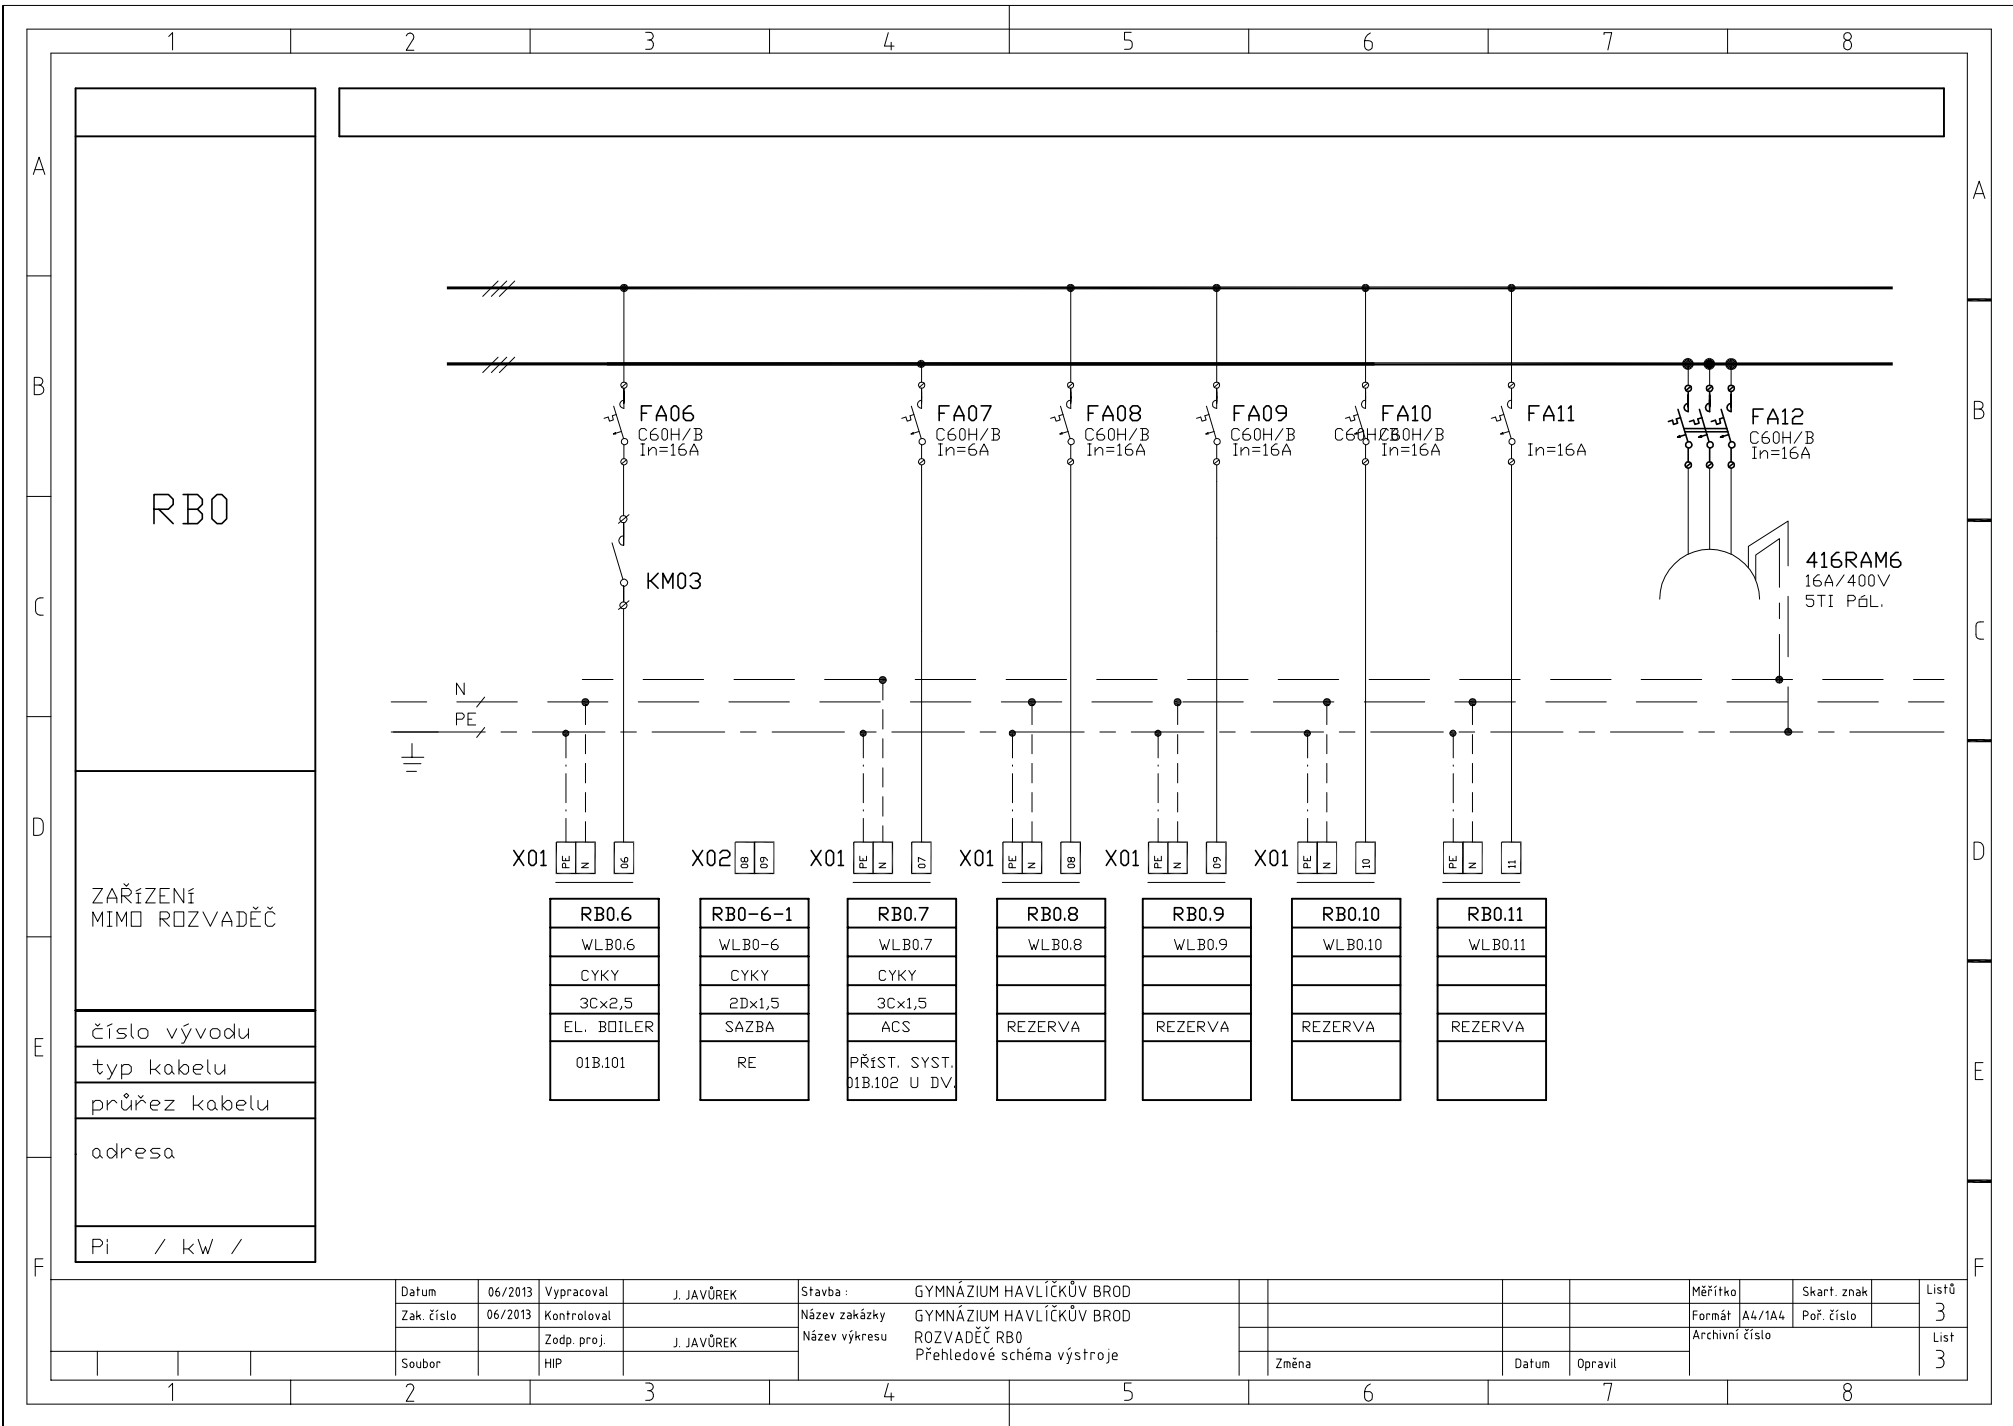 1 2 3 4 5 6 7 8
A
A
B
B
C
C
D
D
E
E
F
F
RB0
ZAŘíZENí
MIMO ROZVADĚČ
číslo vývodu
typ kabelu
průřez kabelu
adresa
Pi / kW /
FA06
C60H/B
In=16A
FA07
C60H/B
In=6A
FA08
C60H/B
In=16A
FA09
C60H/B
In=16A
FA10
C60H/B C60H/B
In=16A
FA11
In=16A
FA12
C60H/B
In=16A
KM03
416RAM6
16A/400V
5TI PóL.
N
PE
X01 PE N 06
X02 08 09
X01 PE N 07
X01 PE N 08
X01 PE N 09
X01 PE N 10
PE N 11
RB0.6 RB0-6-1 RB0.7 RB0.8 RB0.9 RB0.10 RB0.11
WLB0.6 WLB0-6 WLB0.7 WLB0.8 WLB0.9 WLB0.10 WLB0.11
CYKY CYKY CYKY
3Cx2,5 2Dx1,5 3Cx1,5
EL. BOILER SAZBA ACS REZERVA REZERVA REZERVA REZERVA
01B.101 RE PŘíST. SYST.
01B.102 U DV.
Datum 06/2013 Vypracoval J. JAVŮREK Stavba : GYMNÁZIUM HAVLÍČKŮV BROD Měřítko Skart. znak Listů
Zak. číslo 06/2013 Kontroloval Název zakázky GYMNÁZIUM HAVLÍČKŮV BROD Formát A4/1A4 Poř. číslo 3
Zodp. proj. J. JAVŮREK Název výkresu ROZVADĚČ RB0 Archivní číslo List
Přehledové schéma výstroje
Soubor HIP Změna Datum Opravil 3
1 2 3 4 5 6 7 8